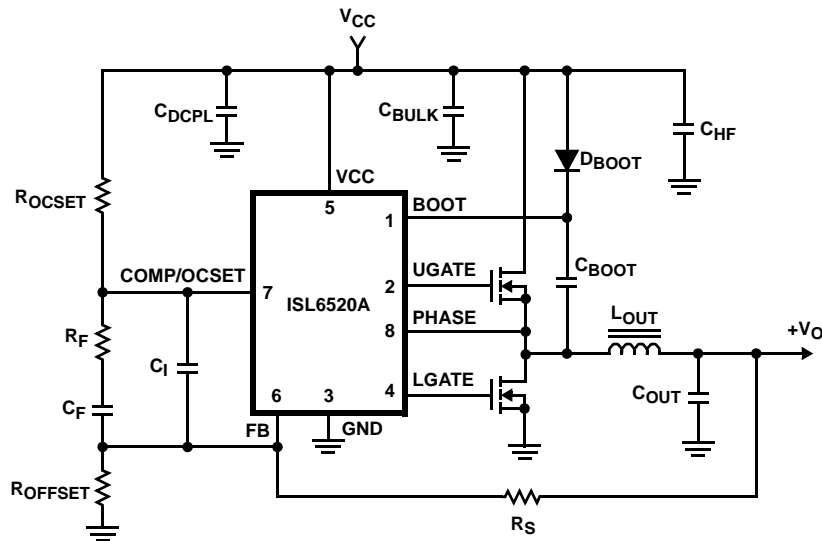 VCC
CDCPL
CBULK
CHF
DBOOT
ROCSET
VCC
5
BOOT
1
CBOOT
COMP/OCSET
7
ISL6520A
UGATE
2
PHASE
8
LOUT
+VO
RF
CI
LGATE
4
COUT
CF
6
3
FB
GND
ROFFSET
RS